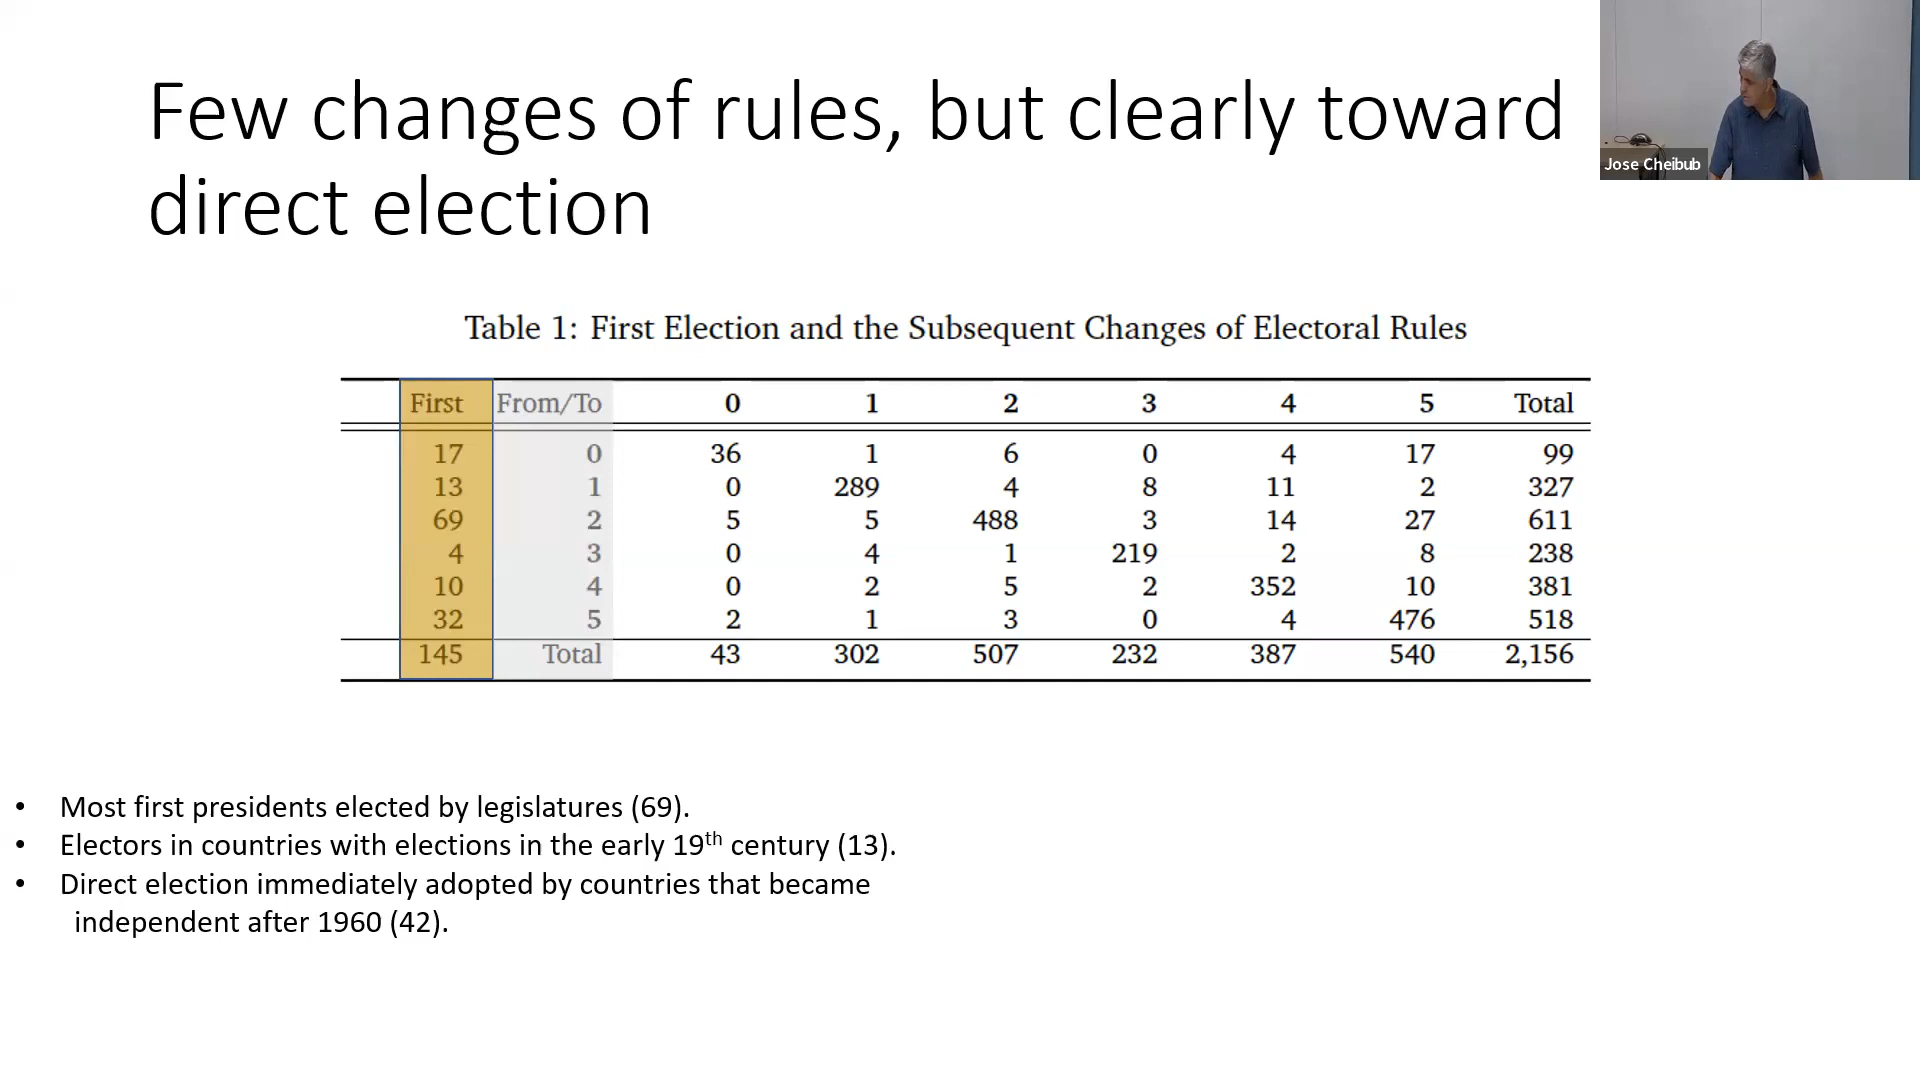 Few changes of rules, but clearly toward
direct election
Jose Cheibub
Table 1: First Election and the Subsequent Changes of Electoral Rules
First From/To 0 1 2 3 4 5 Total
17 0 36 1 6 0 4 17 99
13 1 0 289 4 8 11 2 327
69 2 5 5 488 3 14 27 611
4 3 0 4 1 219 2 8 238
10 4 0 2 5 2 352 10 381
32 5 2 1 3 0 4 476 518
145 Total 43 302 507 232 387 540 2,156
• Most first presidents elected by legislatures (69).
• Electors in countries with elections in the early 19th century (13).
• Direct election immediately adopted by countries that became
independent after 1960 (42).